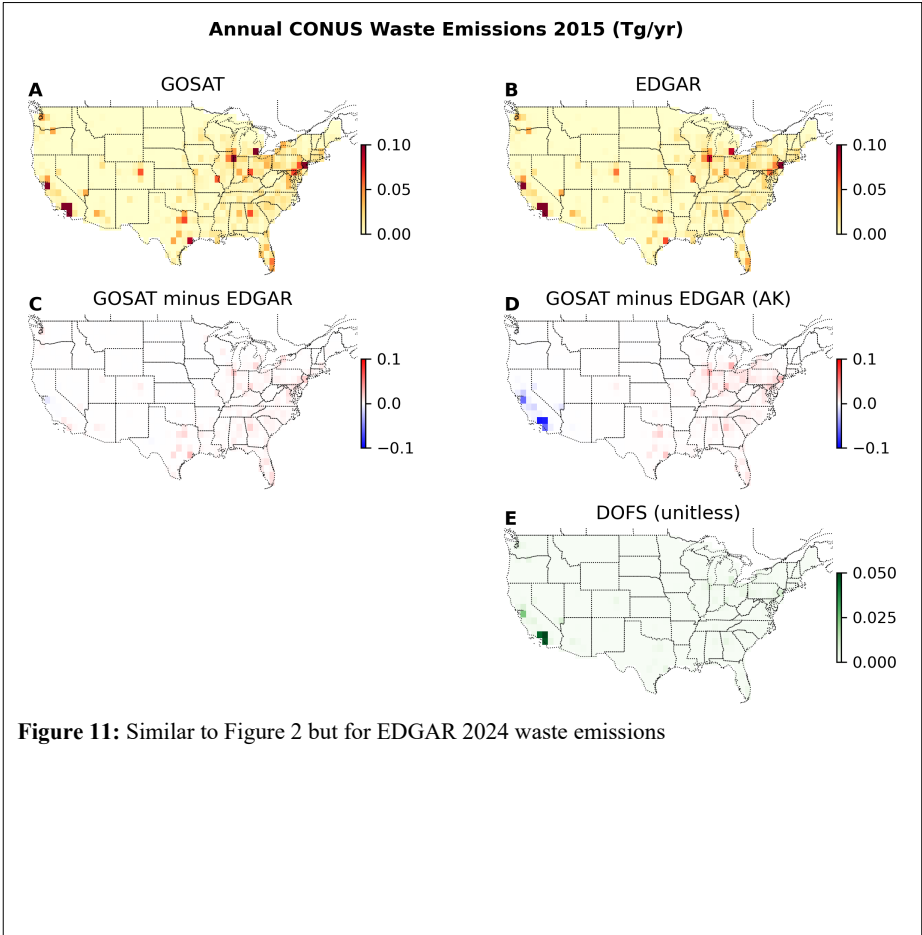 Annual CONUS Waste Emissions 2015 (Tg/yr)
A GOSAT
0.10
0.05
0.00
B EDGAR
0.10
0.05
0.00
C GOSAT minus EDGAR
0.1
0.0
−0.1
D GOSAT minus EDGAR (AK)
0.1
0.0
−0.1
E DOFS (unitless)
0.050
0.025
0.000
Figure 11: Similar to Figure 2 but for EDGAR 2024 waste emissions